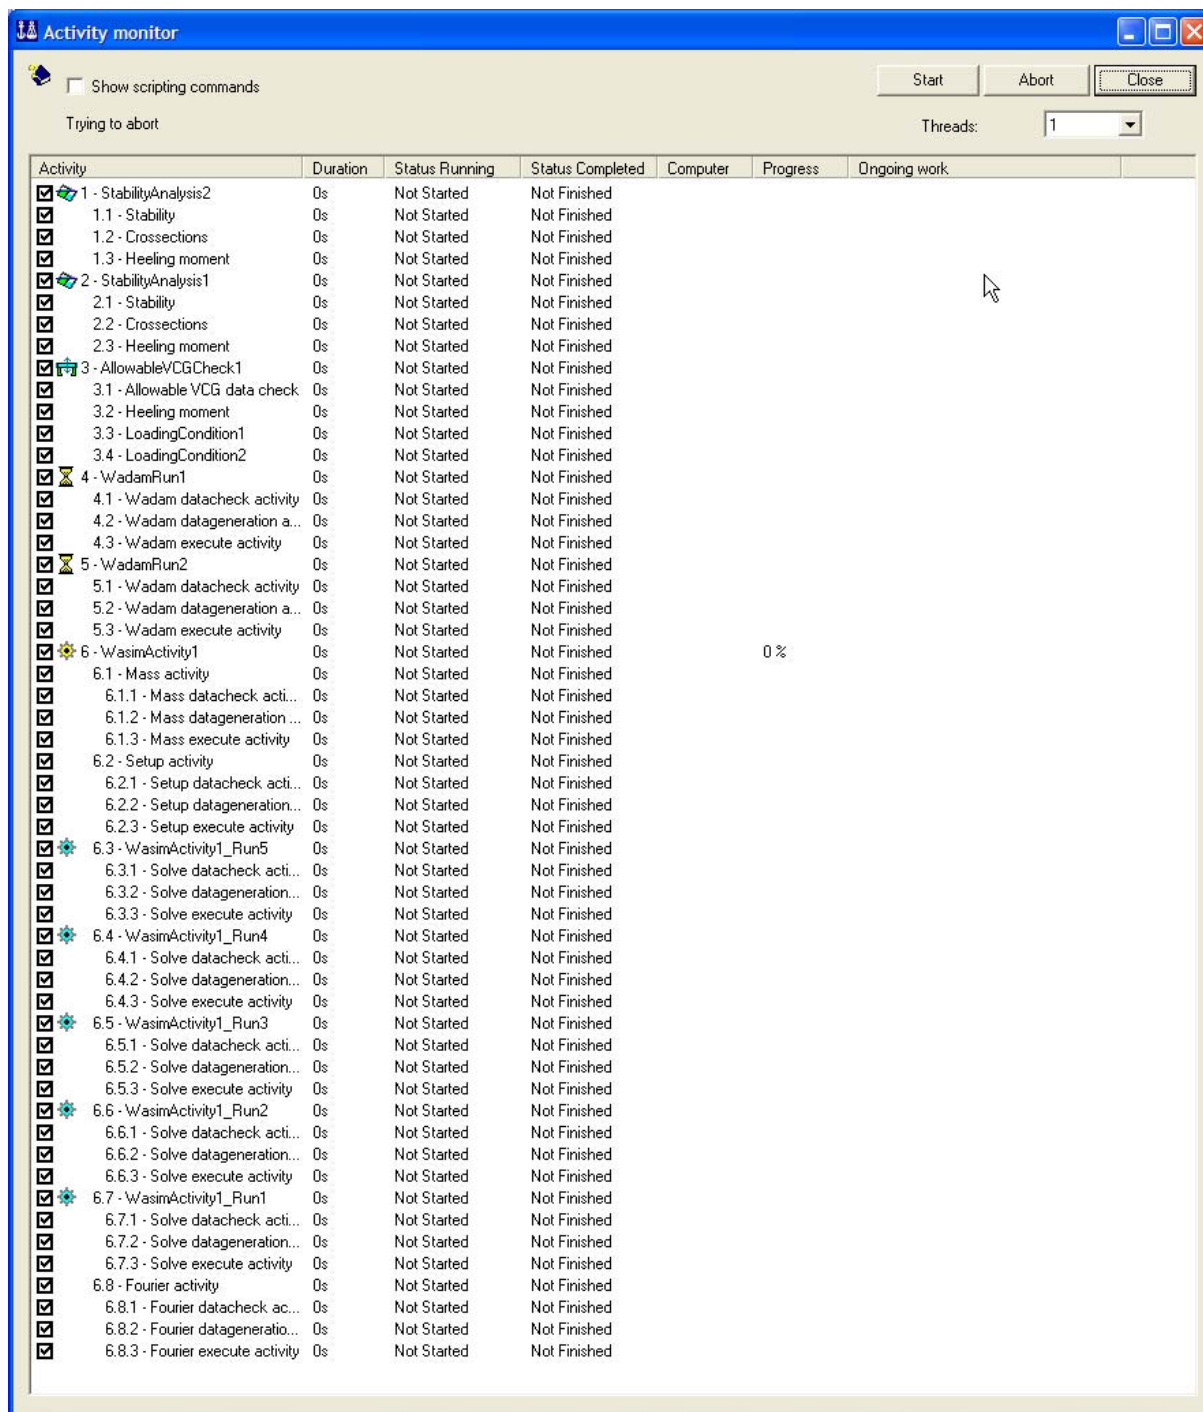 Activity monitor
Show scripting commands
Start Abort Close
Trying to abort
Threads: 1
Activity Duration Status Running Status Completed Computer Progress Ongoing work
1 - StabilityAnalysis2 0s Not Started Not Finished
1.1 - Stability 0s Not Started Not Finished
1.2 - Crossections 0s Not Started Not Finished
1.3 - Heeling moment 0s Not Started Not Finished
2 - StabilityAnalysis1 0s Not Started Not Finished
2.1 - Stability 0s Not Started Not Finished
2.2 - Crossections 0s Not Started Not Finished
2.3 - Heeling moment 0s Not Started Not Finished
3 - AllowableVCGCheck1 0s Not Started Not Finished
3.1 - Allowable VCG data check 0s Not Started Not Finished
3.2 - Heeling moment 0s Not Started Not Finished
3.3 - LoadingCondition1 0s Not Started Not Finished
3.4 - LoadingCondition2 0s Not Started Not Finished
4 - WadamRun1 0s Not Started Not Finished
4.1 - Wadam datacheck activity 0s Not Started Not Finished
4.2 - Wadam datageneration a... 0s Not Started Not Finished
4.3 - Wadam execute activity 0s Not Started Not Finished
5 - WadamRun2 0s Not Started Not Finished
5.1 - Wadam datacheck activity 0s Not Started Not Finished
5.2 - Wadam datageneration a... 0s Not Started Not Finished
5.3 - Wadam execute activity 0s Not Started Not Finished
6 - WasimActivity1 0s Not Started Not Finished 0 %
6.1 - Mass activity 0s Not Started Not Finished
6.1.1 - Mass datacheck acti... 0s Not Started Not Finished
6.1.2 - Mass datageneration ... 0s Not Started Not Finished
6.1.3 - Mass execute activity 0s Not Started Not Finished
6.2 - Setup activity 0s Not Started Not Finished
6.2.1 - Setup datacheck acti... 0s Not Started Not Finished
6.2.2 - Setup datageneration... 0s Not Started Not Finished
6.2.3 - Setup execute activity 0s Not Started Not Finished
6.3 - WasimActivity1_Run5 0s Not Started Not Finished
6.3.1 - Solve datacheck acti... 0s Not Started Not Finished
6.3.2 - Solve datageneration... 0s Not Started Not Finished
6.3.3 - Solve execute activity 0s Not Started Not Finished
6.4 - WasimActivity1_Run4 0s Not Started Not Finished
6.4.1 - Solve datacheck acti... 0s Not Started Not Finished
6.4.2 - Solve datageneration... 0s Not Started Not Finished
6.4.3 - Solve execute activity 0s Not Started Not Finished
6.5 - WasimActivity1_Run3 0s Not Started Not Finished
6.5.1 - Solve datacheck acti... 0s Not Started Not Finished
6.5.2 - Solve datageneration... 0s Not Started Not Finished
6.5.3 - Solve execute activity 0s Not Started Not Finished
6.6 - WasimActivity1_Run2 0s Not Started Not Finished
6.6.1 - Solve datacheck acti... 0s Not Started Not Finished
6.6.2 - Solve datageneration... 0s Not Started Not Finished
6.6.3 - Solve execute activity 0s Not Started Not Finished
6.7 - WasimActivity1_Run1 0s Not Started Not Finished
6.7.1 - Solve datacheck acti... 0s Not Started Not Finished
6.7.2 - Solve datageneration... 0s Not Started Not Finished
6.7.3 - Solve execute activity 0s Not Started Not Finished
6.8 - Fourier activity 0s Not Started Not Finished
6.8.1 - Fourier datacheck ac... 0s Not Started Not Finished
6.8.2 - Fourier datageneratio... 0s Not Started Not Finished
6.8.3 - Fourier execute activity 0s Not Started Not Finished